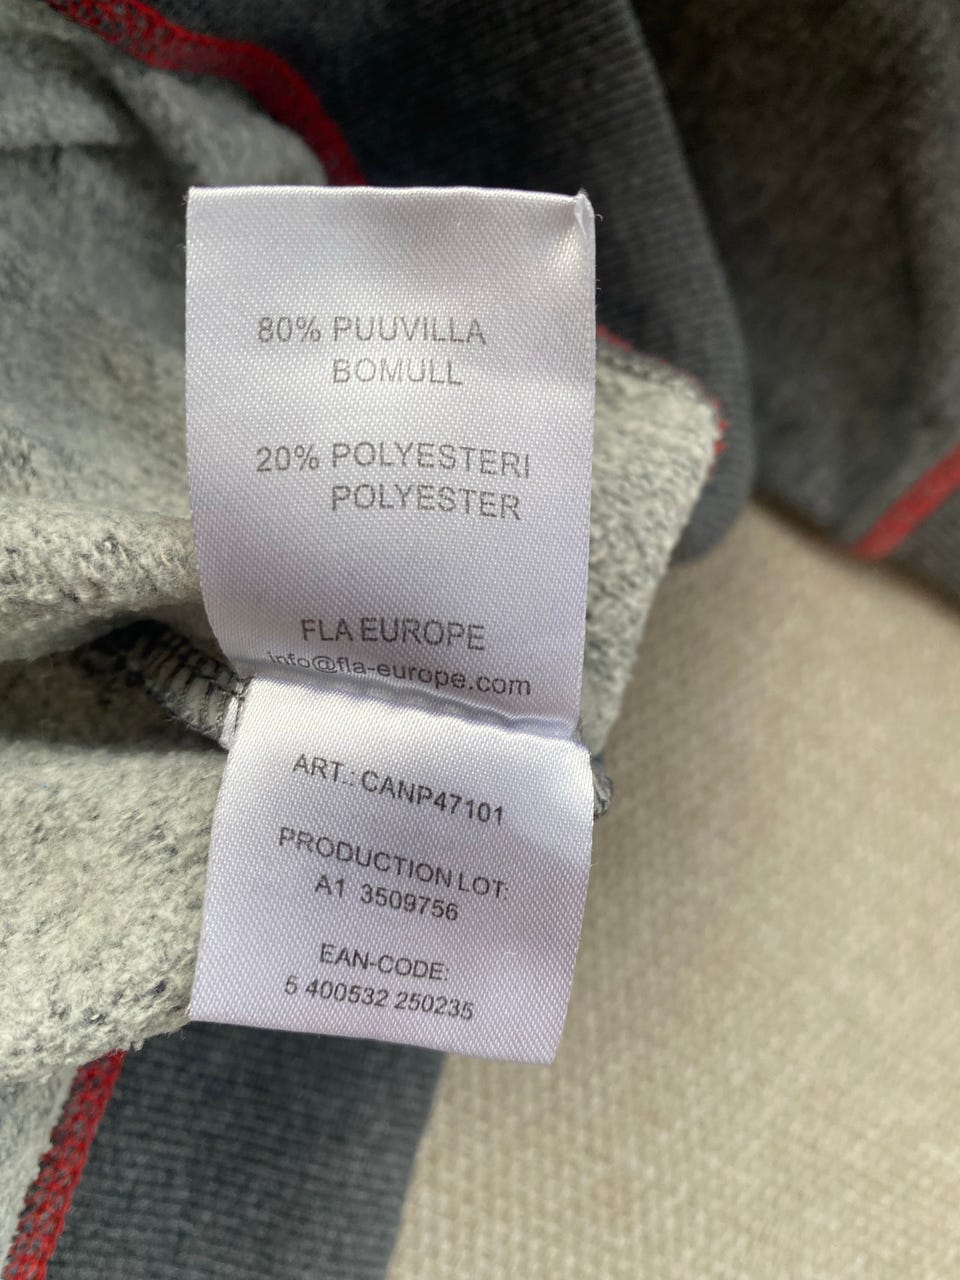 80% PUUVILLA
BOMULL
20% POLYESTERI
POLYESTER
FLA EUROPE
info@fla-europe.com
ART.: CANP47101
PRODUCTION LOT:
A1 3509756
EAN-CODE:
5 400532 250235